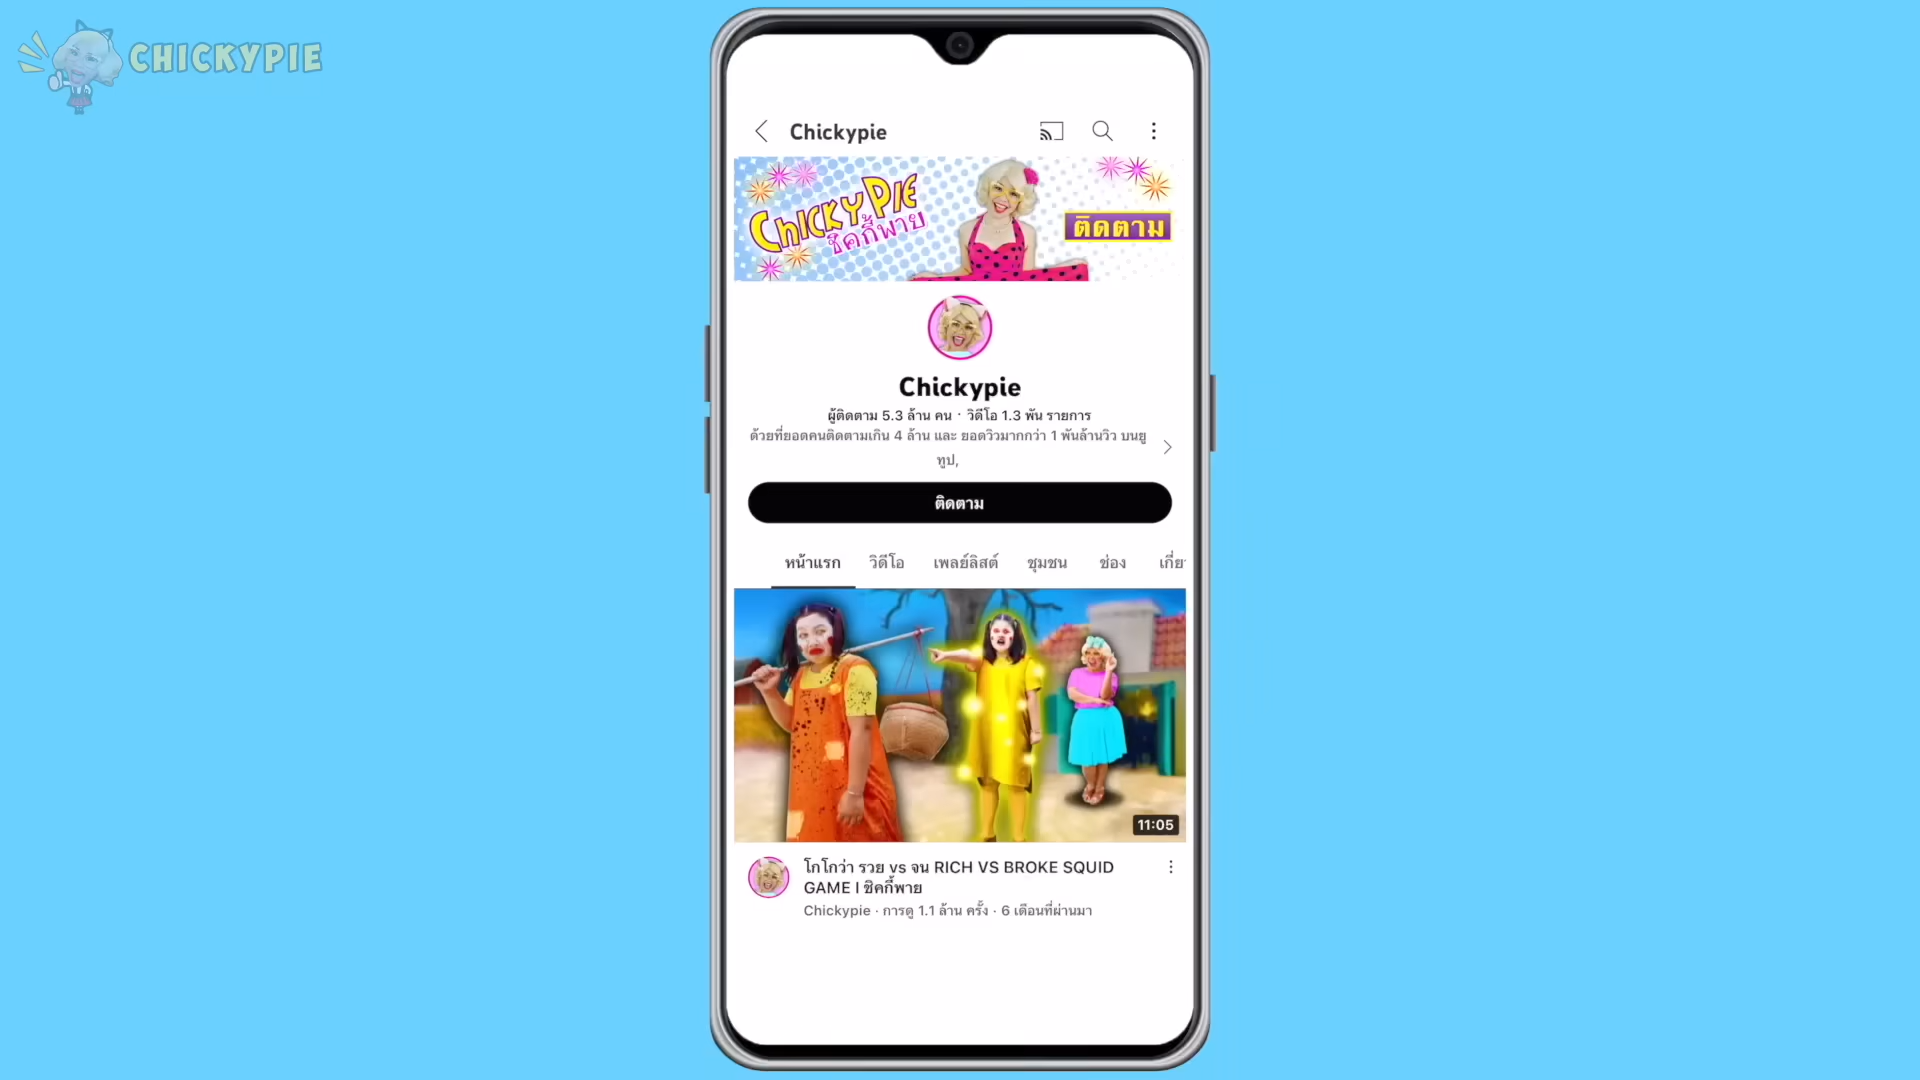 CHICKYPIE
Chickypie
CHICKYPIE
ชิคกี้พาย
ติดตาม
Chickypie
ผู้ติดตาม 5.3 ล้าน คน · วิดีโอ 1.3 พัน รายการ
ด้วยที่ยอดคนติดตามเกิน 4 ล้าน และ ยอดวิวมากกว่า 1 พันล้านวิว บนยู
ทูป,
ติดตาม
หน้าแรก วิดีโอ เพลย์ลิสต์ ชุมชน ช่อง เกี่ย
11:05
โกโกว่า รวย vs จน RICH VS BROKE SQUID
GAME I ชิคกี้พาย
Chickypie · การดู 1.1 ล้าน ครั้ง · 6 เดือนที่ผ่านมา